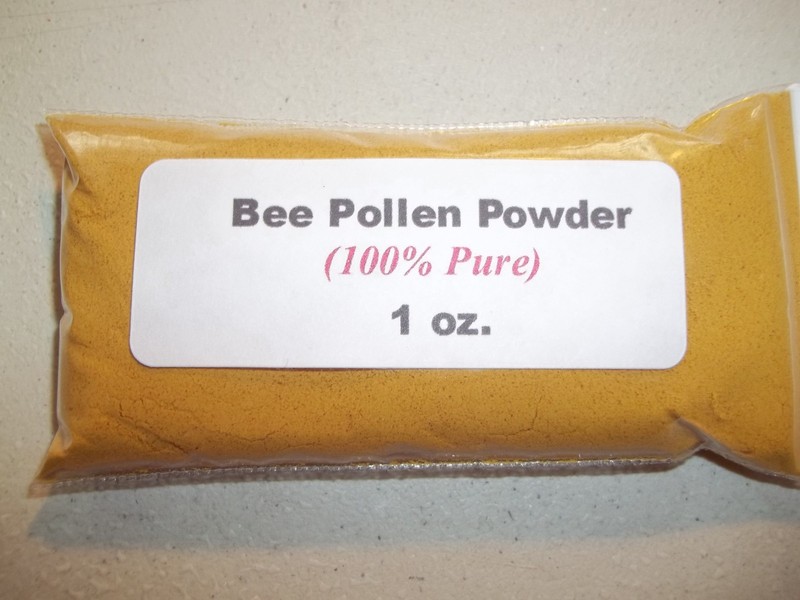 Bee Pollen Powder
(100% Pure)
1 oz.